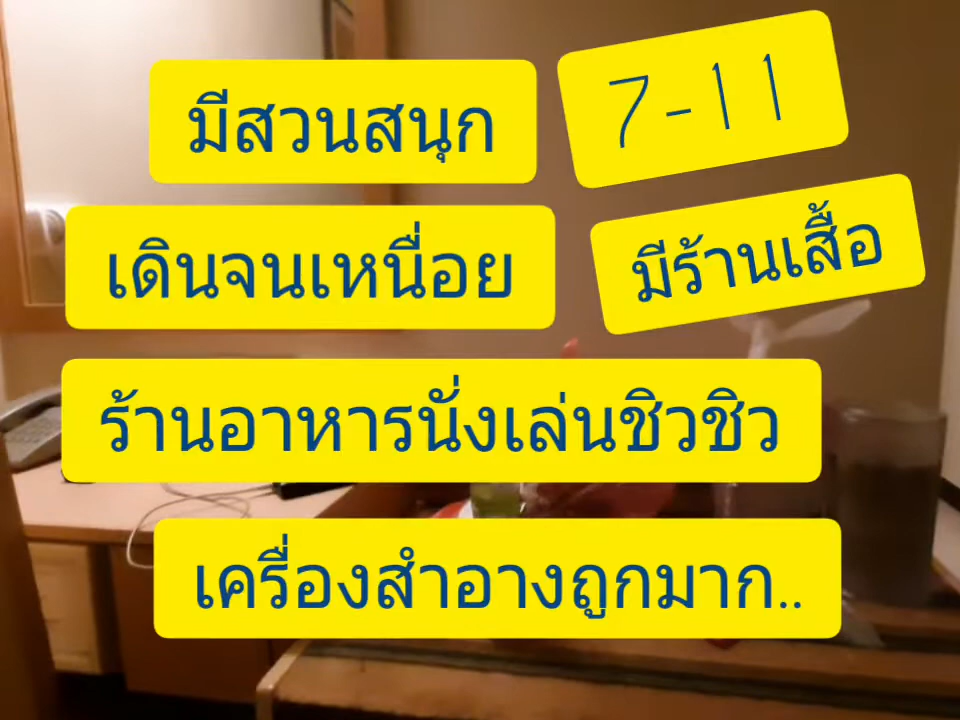 มีสวนสนุก
7-11
เดินจนเหนื่อย
มีร้านเสื้อ
ร้านอาหารนั่งเล่นชิวชิว
เครื่องสำอางถูกมาก..